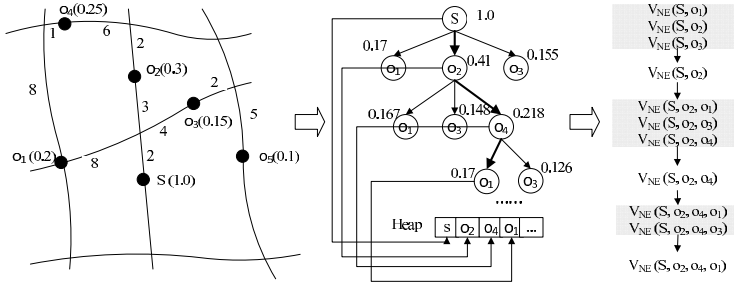 o4(0.25)
1
6
2
8
o2(0.3)
2
3
o3(0.15)
5
4
o1(0.2)
8
2
o5(0.1)
S (1.0)
S 1.0
0.17
0.41
0.155
o1
o2
o3
0.167
0.148
0.218
o1
o3
o4
0.17
0.126
o1
o3
......
Heap
s o2 o4 o1 ...
VNE (S, o1)
VNE (S, o2)
VNE (S, o3)
VNE (S, o2)
VNE (S, o2, o1)
VNE (S, o2, o3)
VNE (S, o2, o4)
VNE (S, o2, o4)
VNE (S, o2, o4, o1)
VNE (S, o2, o4, o3)
VNE (S, o2, o4, o1)